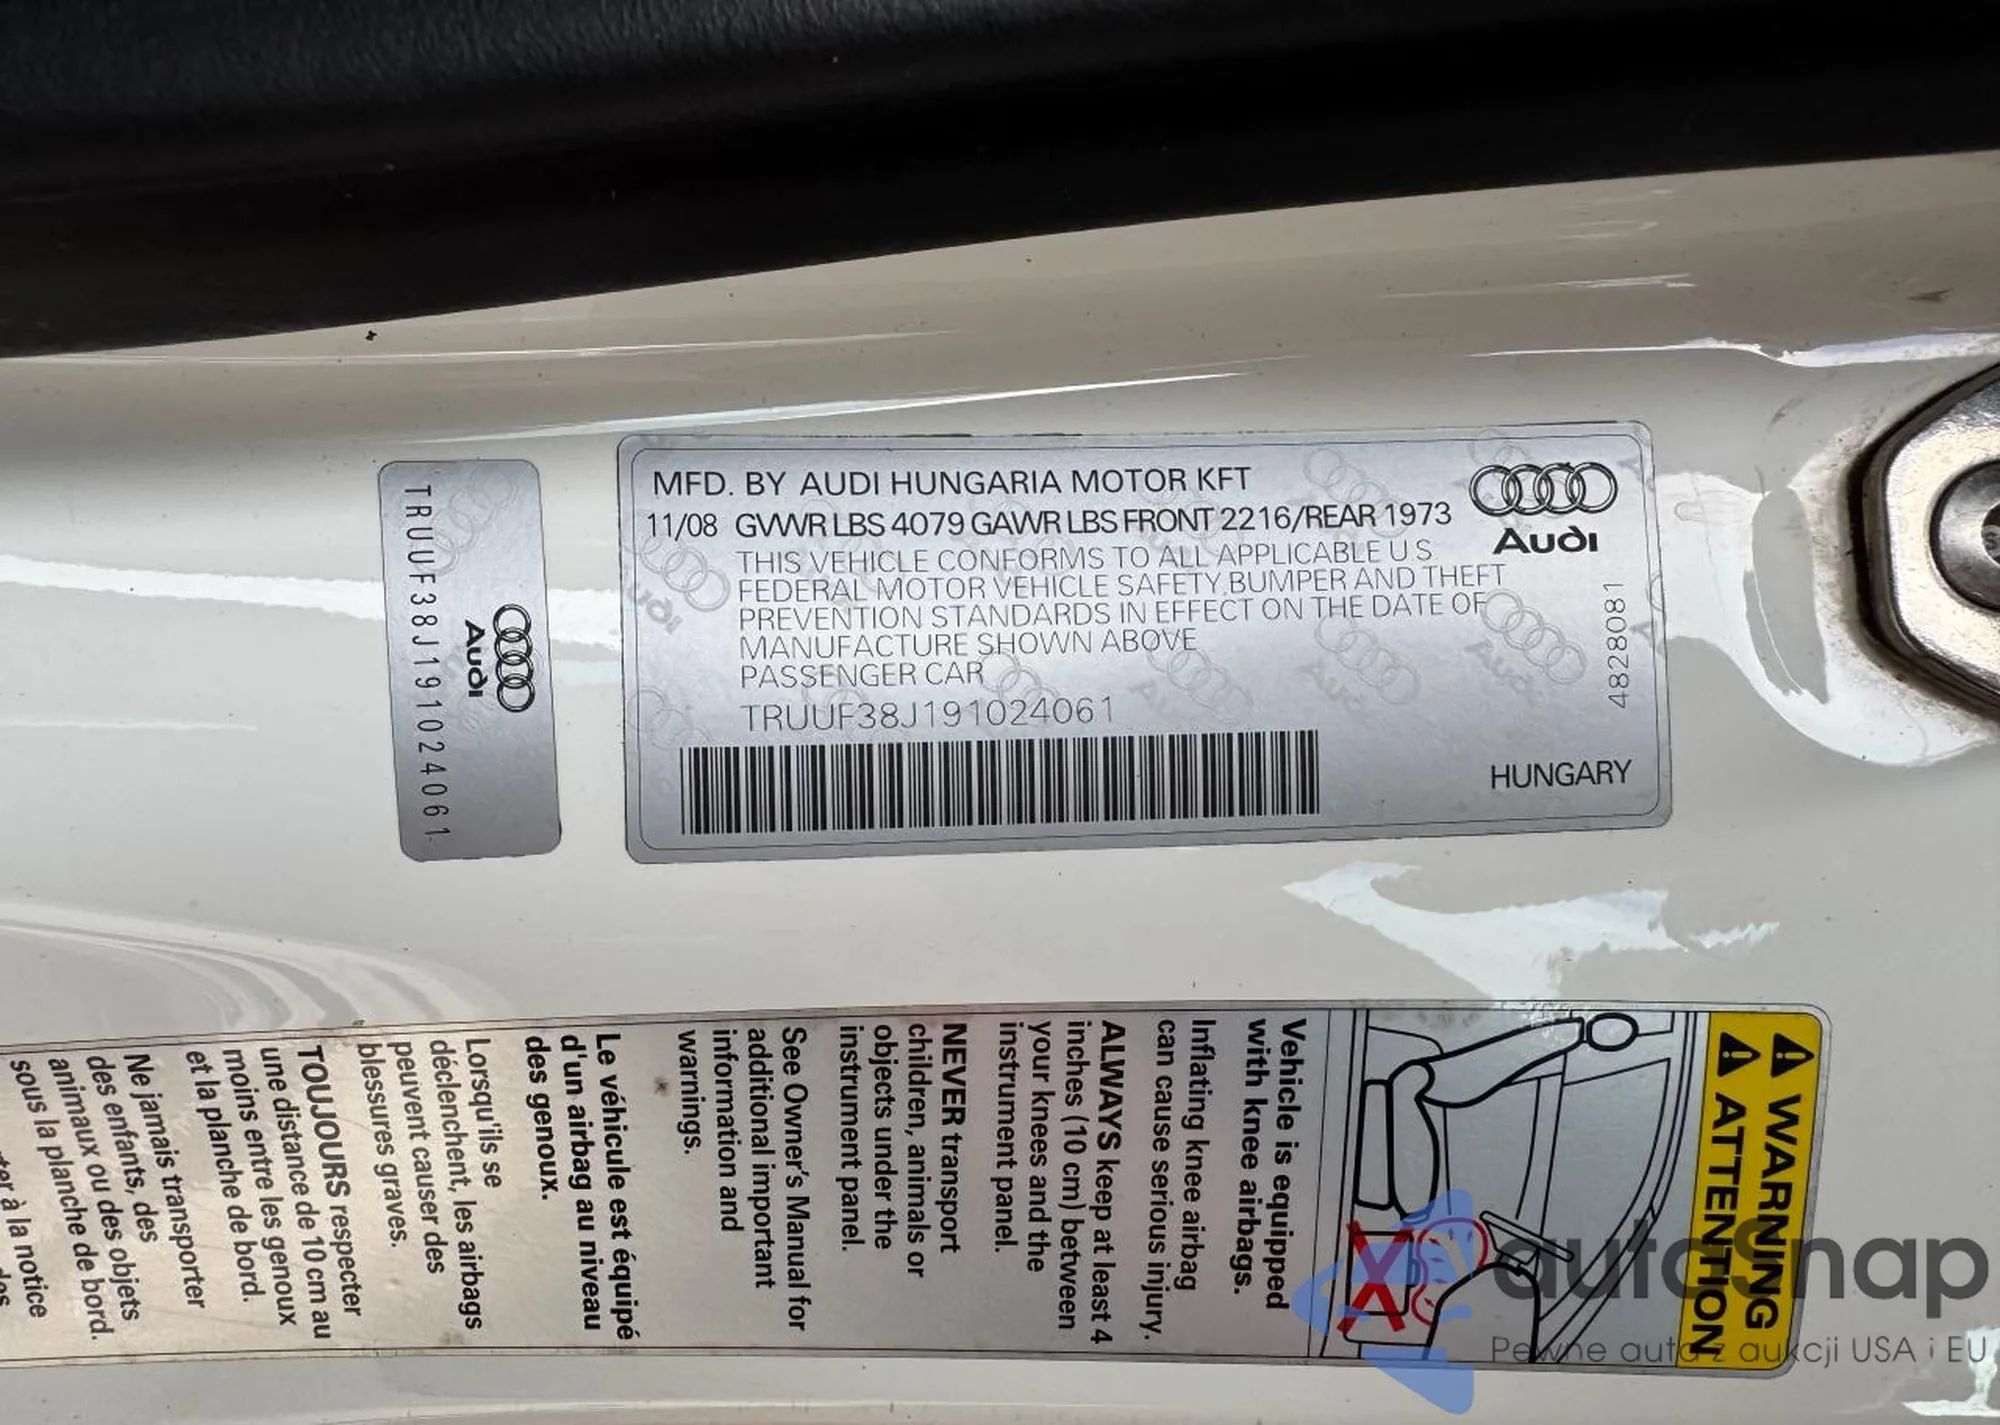 TRUUF38J191024061
Audi
MFD. BY AUDI HUNGARIA MOTOR KFT
11/08 GVWR LBS 4079 GAWR LBS FRONT 2216/REAR 1973
THIS VEHICLE CONFORMS TO ALL APPLICABLE U S
FEDERAL MOTOR VEHICLE SAFETY,BUMPER AND THEFT
PREVENTION STANDARDS IN EFFECT ON THE DATE OF
MANUFACTURE SHOWN ABOVE
PASSENGER CAR
TRUUF38J191024061
Audi
4828081
HUNGARY
WARNUNG
ATTENTION
Vehicle is equipped
with knee airbags.
Inflating knee airbag
can cause serious injury.
ALWAYS keep at least 4
inches (10 cm) between
your knees and the
instrument panel.
NEVER transport
children, animals or
objects under the
instrument panel.
See Owner's Manual for
additional important
information and
warnings.
Le véhicule est équipé
d'un airbag au niveau
des genoux.
Lorsqu'ils se
déclenchent, les airbags
peuvent causer des
blessures graves.
TOUJOURS respecter
une distance de 10 cm au
moins entre les genoux
et la planche de bord.
Ne jamais transporter
des enfants, des
animaux ou des objets
sous la planche de bord.
à la notice
autoSnap
Pewne auta z aukcji USA i EU